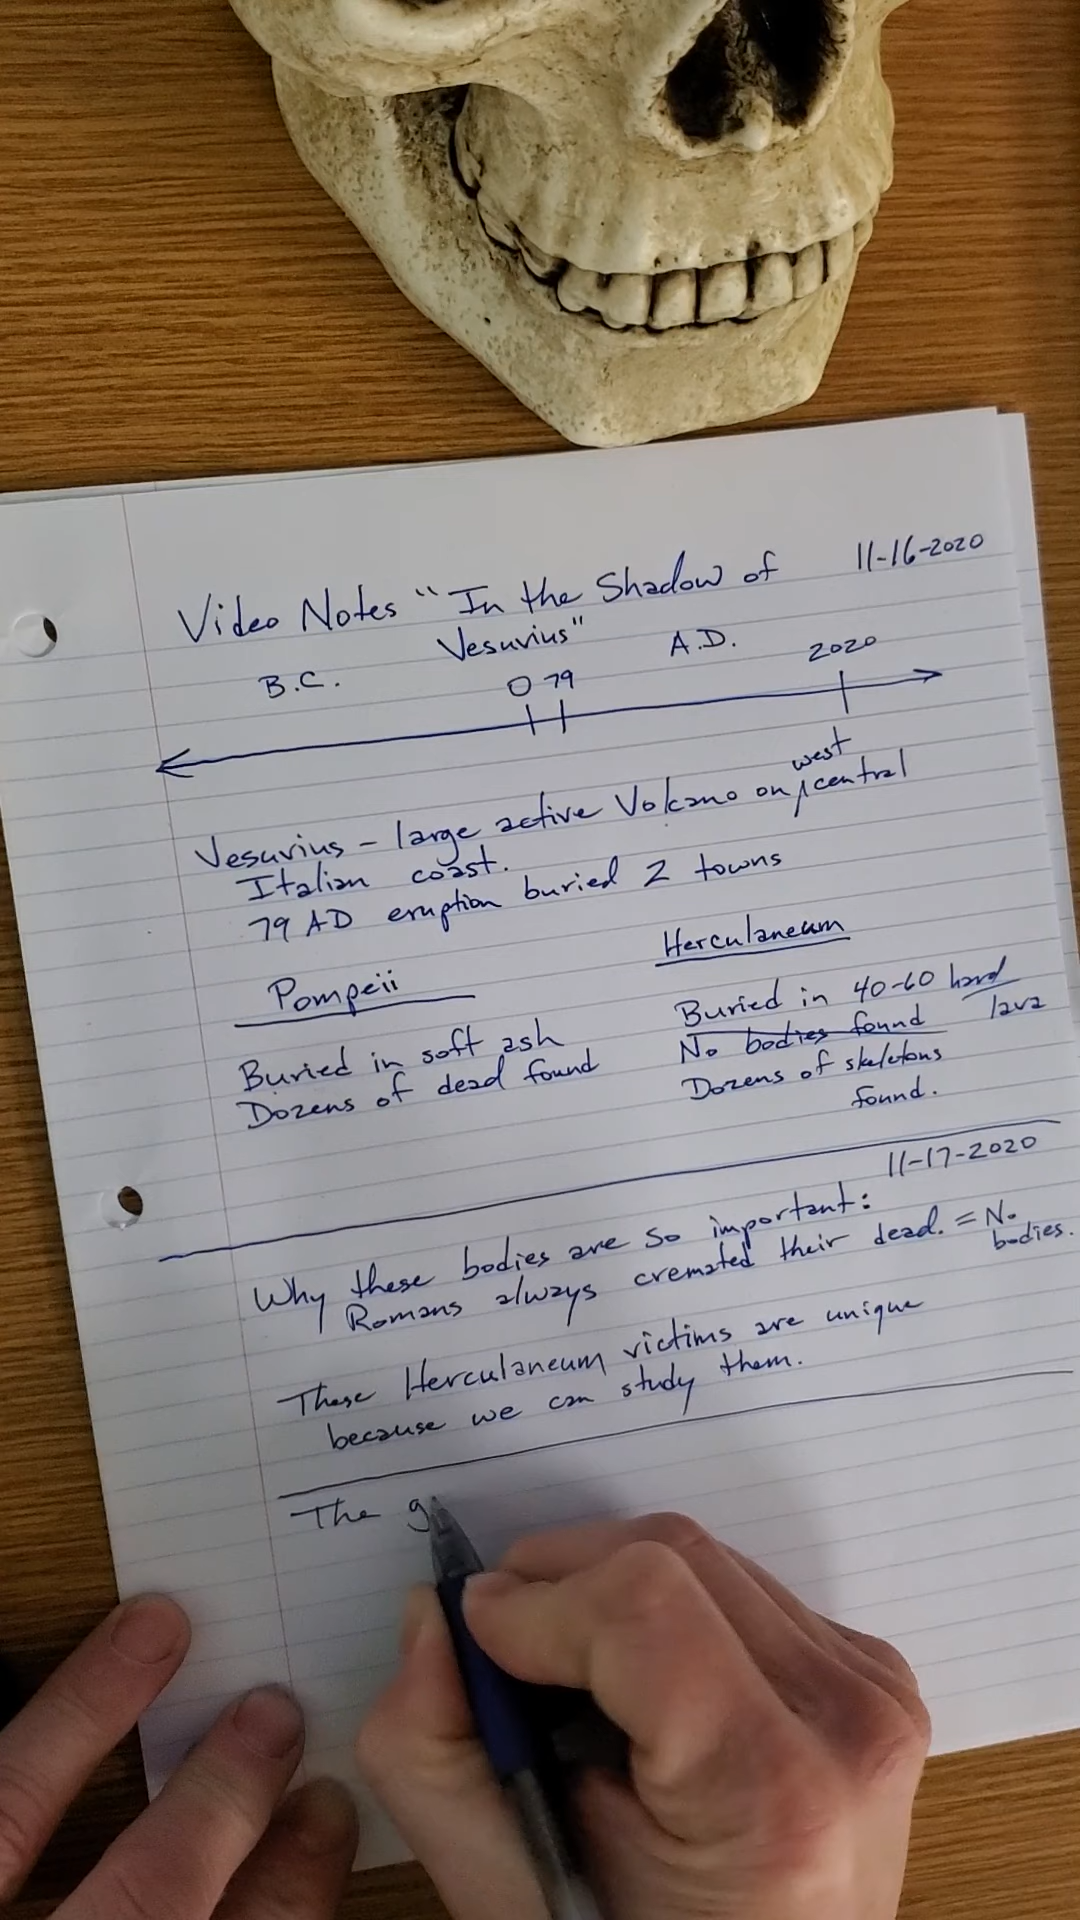 Video Notes "In the Shadow of
Vesuvius"
11-16-2020
B.C.
A.D.
0 79
2020
Vesuvius - large active Volcano on west central
Italian coast.
79 AD eruption buried 2 towns
Pompeii
Buried in soft ash
Dozens of dead found
Herculaneum
Buried in 40-60 hard
lava
No bodies found
Dozens of skeletons
found.
11-17-2020
Why these bodies are so important:
Romans always cremated their dead. = No
bodies.
These Herculaneum victims are unique
because we can study them.
The g